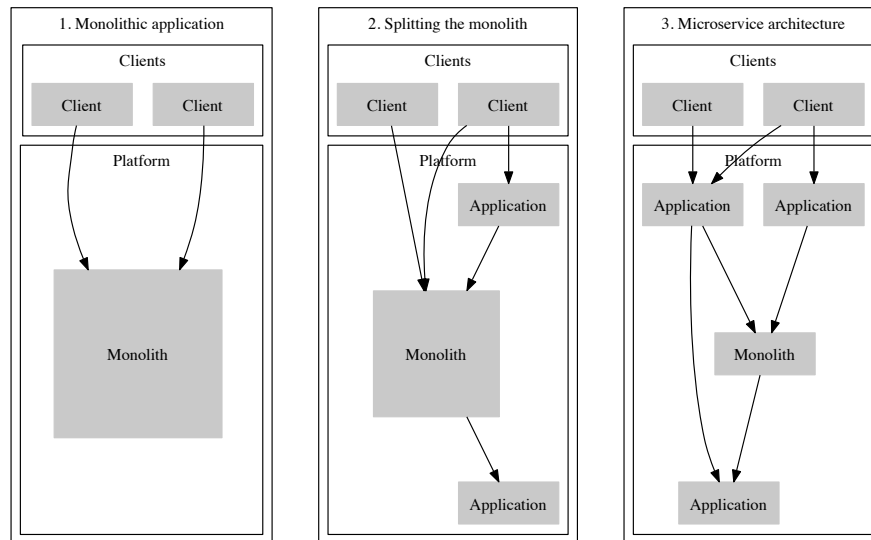 1. Monolithic application
Clients
Client
Client
Platform
Monolith
2. Splitting the monolith
Clients
Client
Client
Platform
Application
Monolith
Application
3. Microservice architecture
Clients
Client
Client
Platform
Application
Application
Monolith
Application